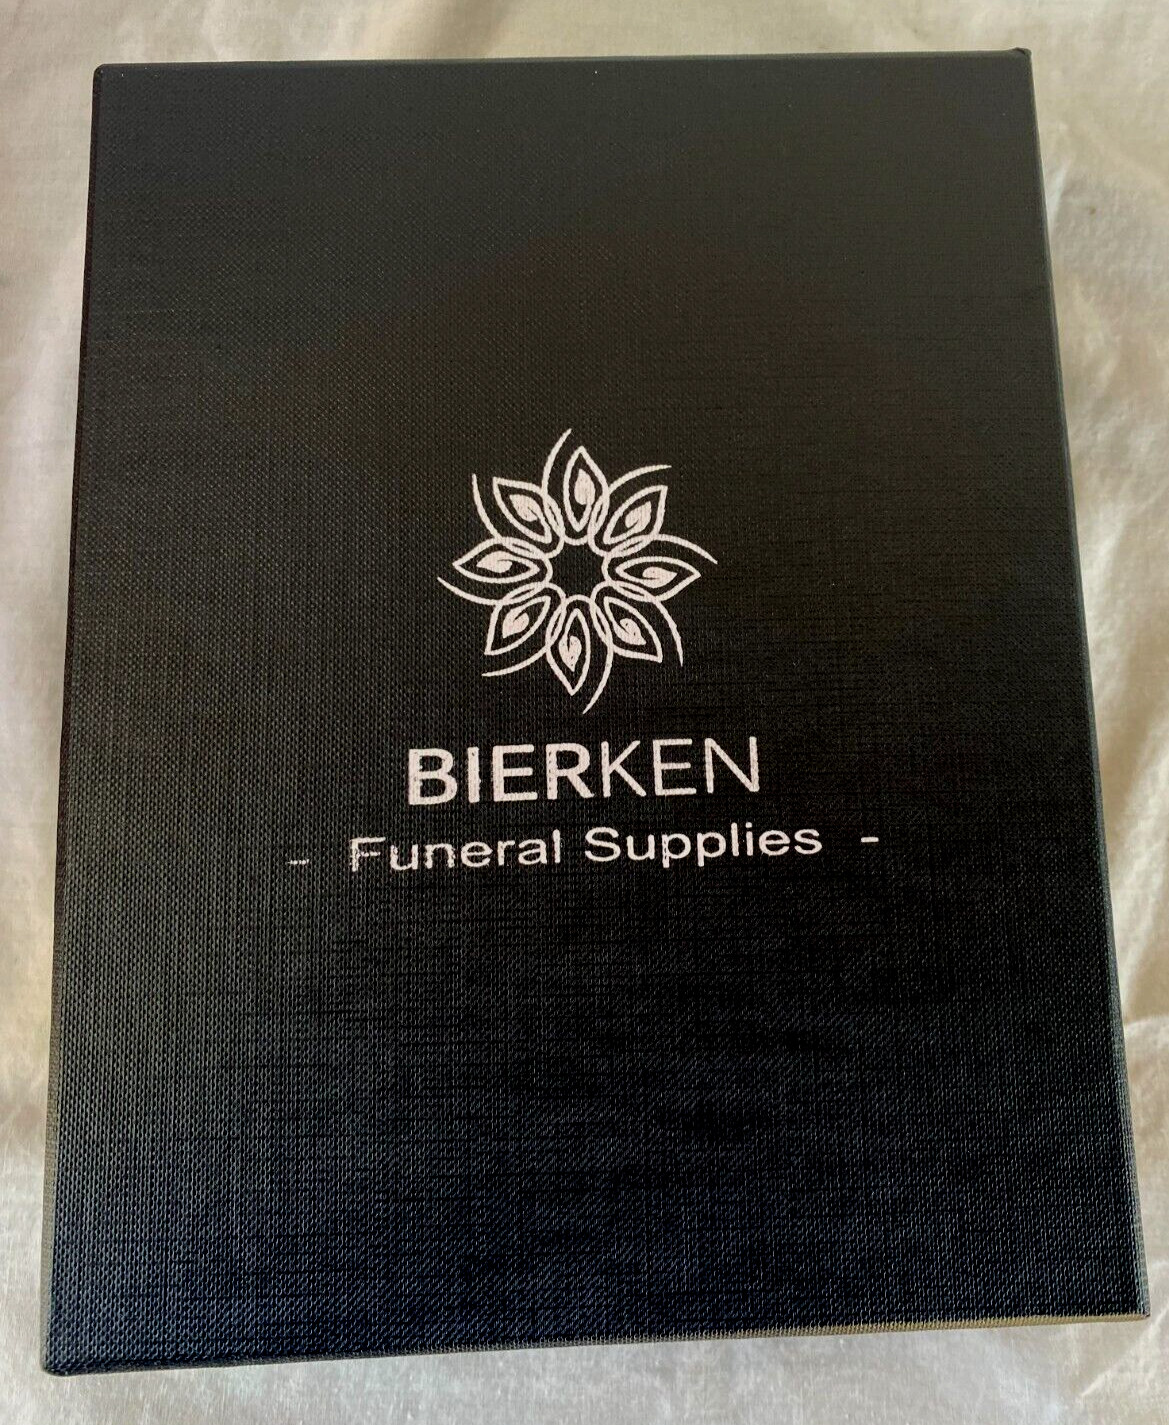 BIERKEN
- Funeral Supplies -